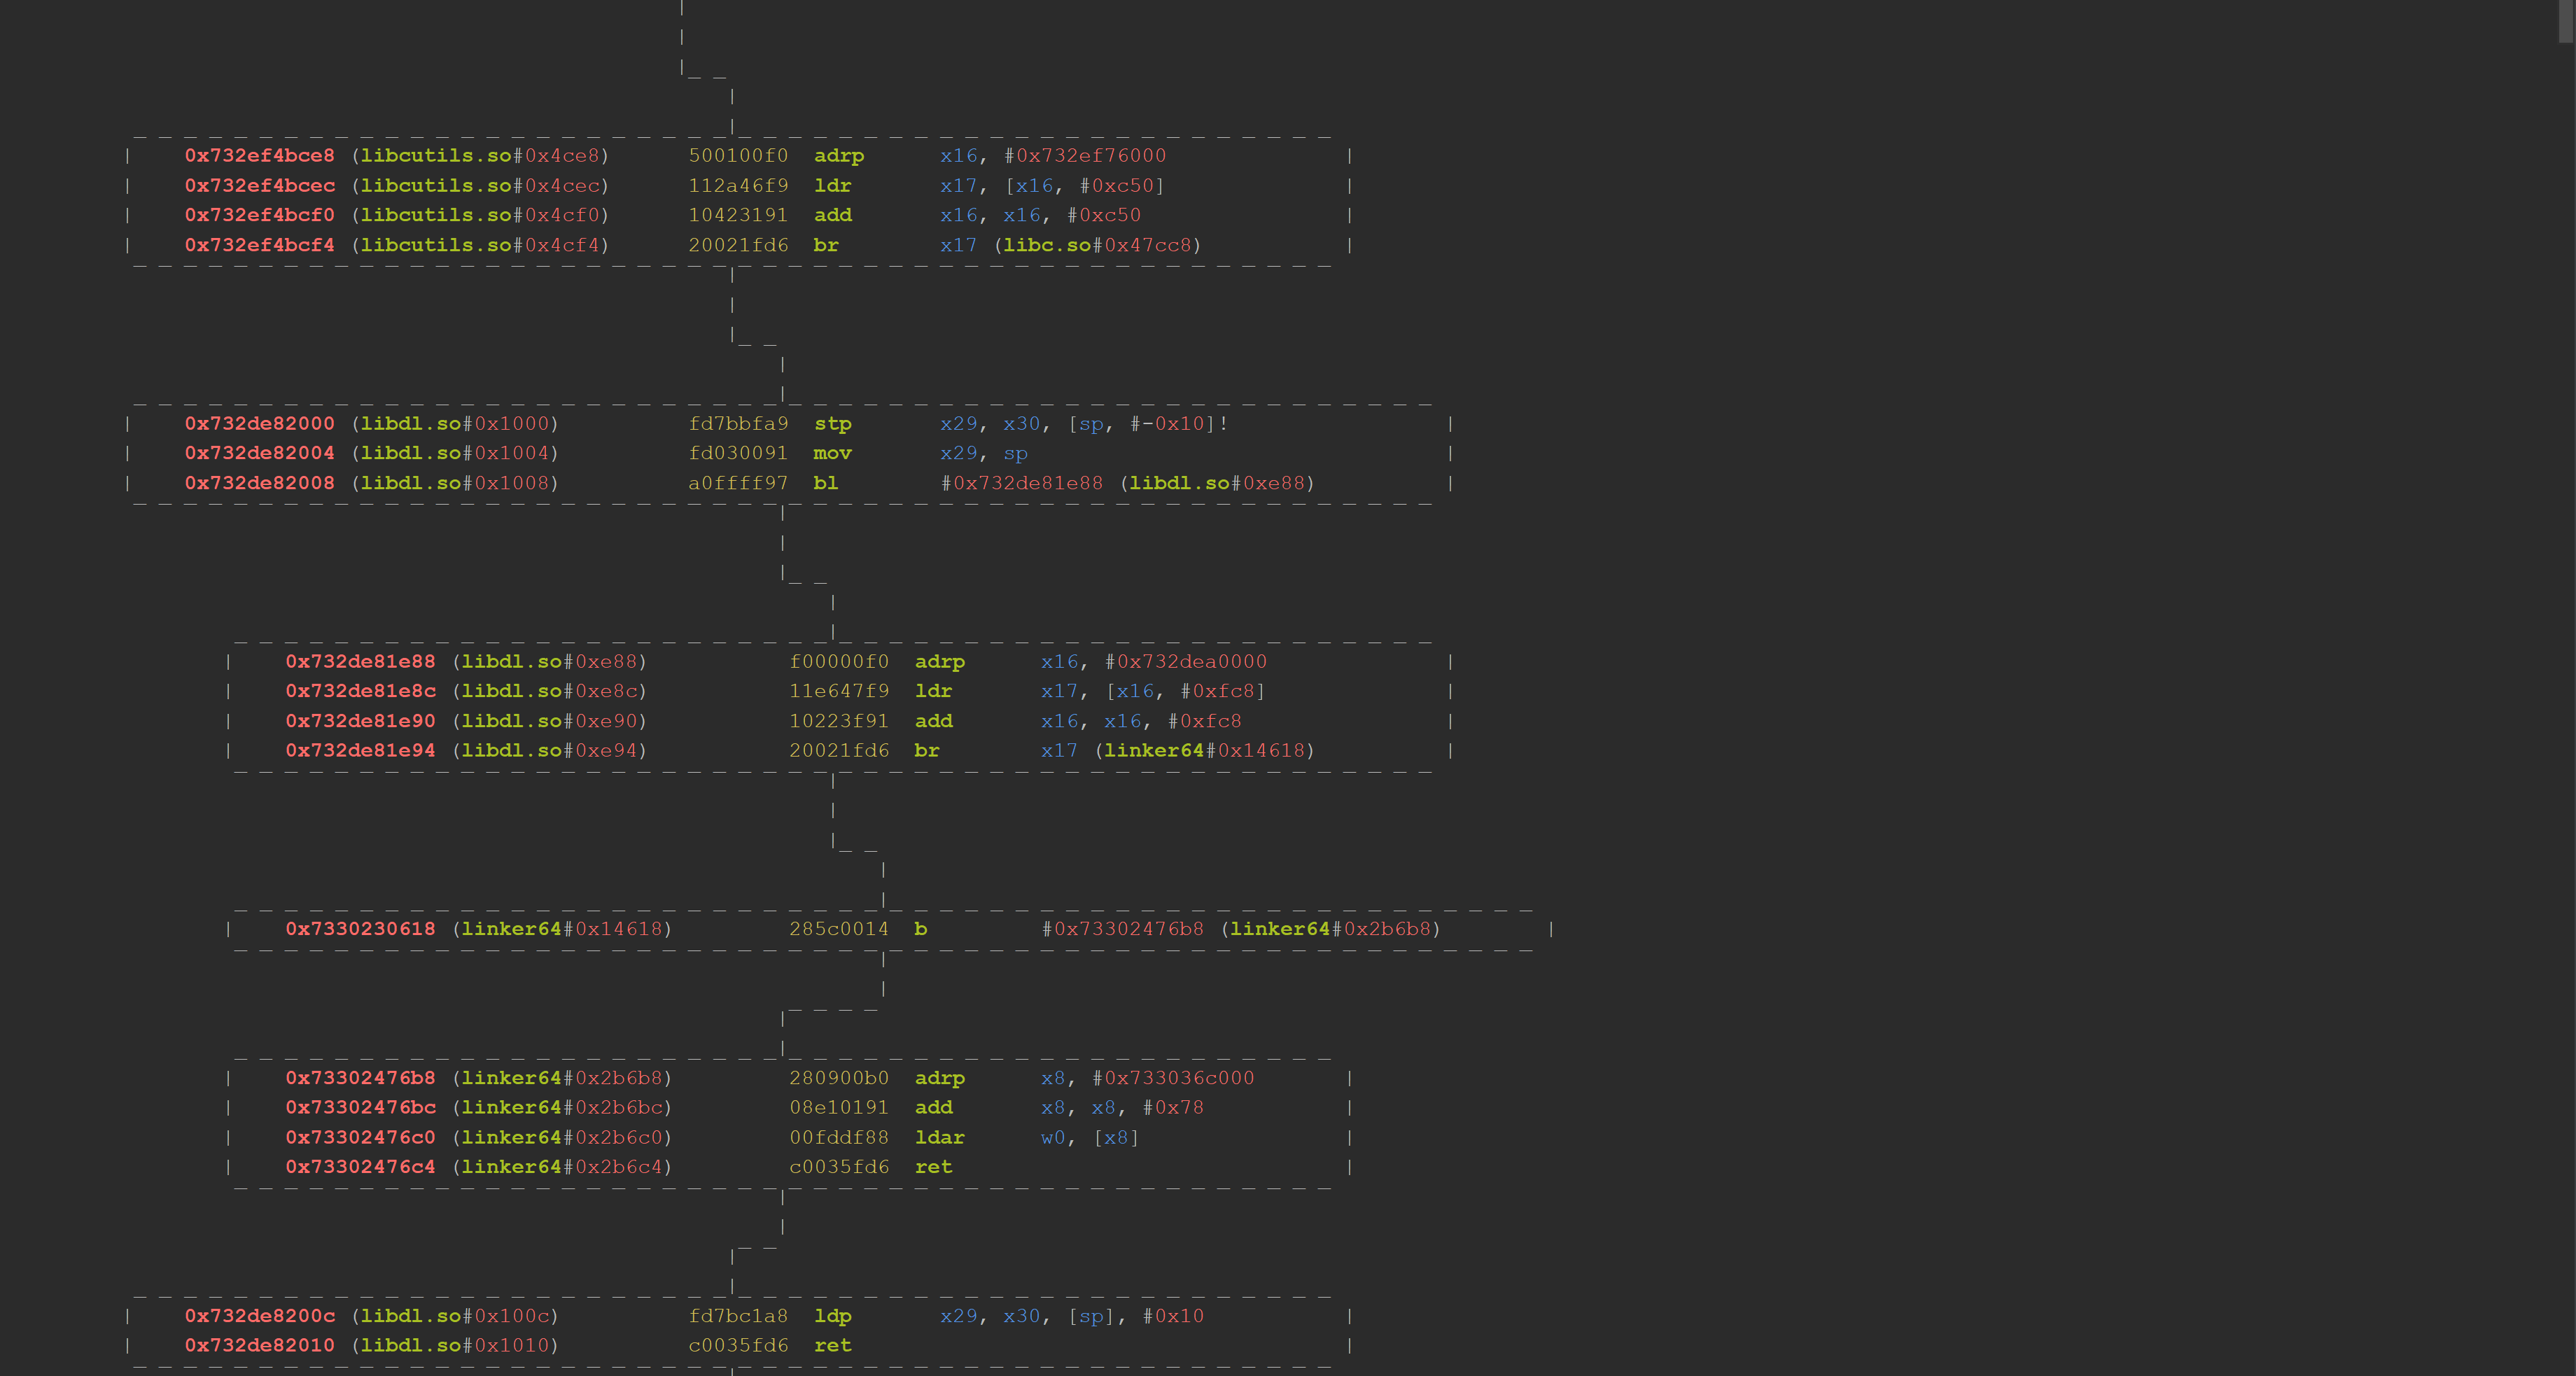 0x732ef4bce8 (libcutils.so#0x4ce8) 500100f0 adrp x16, #0x732ef76000
0x732ef4bcec (libcutils.so#0x4cec) 112a46f9 ldr x17, [x16, #0xc50]
0x732ef4bcf0 (libcutils.so#0x4cf0) 10423191 add x16, x16, #0xc50
0x732ef4bcf4 (libcutils.so#0x4cf4) 20021fd6 br x17 (libc.so#0x47cc8)
0x732de82000 (libdl.so#0x1000) fd7bbfa9 stp x29, x30, [sp, #-0x10]!
0x732de82004 (libdl.so#0x1004) fd030091 mov x29, sp
0x732de82008 (libdl.so#0x1008) a0ffff97 bl #0x732de81e88 (libdl.so#0xe88)
0x732de81e88 (libdl.so#0xe88) f00000f0 adrp x16, #0x732dea0000
0x732de81e8c (libdl.so#0xe8c) 11e647f9 ldr x17, [x16, #0xfc8]
0x732de81e90 (libdl.so#0xe90) 10223f91 add x16, x16, #0xfc8
0x732de81e94 (libdl.so#0xe94) 20021fd6 br x17 (linker64#0x14618)
0x7330230618 (linker64#0x14618) 285c0014 b #0x73302476b8 (linker64#0x2b6b8)
0x73302476b8 (linker64#0x2b6b8) 280900b0 adrp x8, #0x733036c000
0x73302476bc (linker64#0x2b6bc) 08e10191 add x8, x8, #0x78
0x73302476c0 (linker64#0x2b6c0) 00fddf88 ldar w0, [x8]
0x73302476c4 (linker64#0x2b6c4) c0035fd6 ret
0x732de8200c (libdl.so#0x100c) fd7bc1a8 ldp x29, x30, [sp], #0x10
0x732de82010 (libdl.so#0x1010) c0035fd6 ret